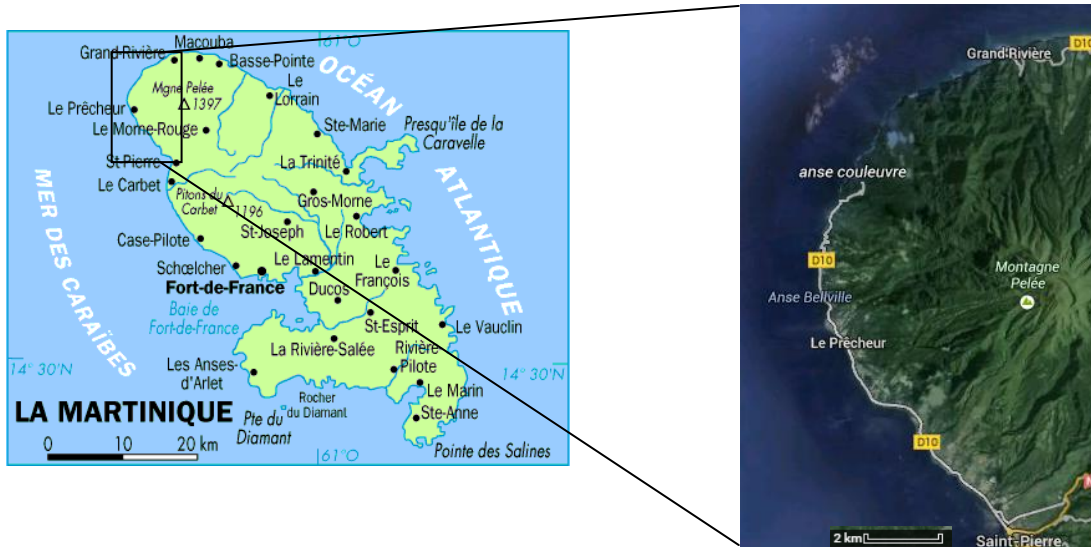 61°O
Macouba
Grand-Rivière
Basse-Pointe
OCÉAN
ATLANTIQUE
Mgne Pelée
1397
Le
Lorrain
Le Prêcheur
Le Morne-Rouge
Ste-Marie
Presqu'île de la
Caravelle
St-Pierre
La Trinité
Le Carbet
Pitons du
Carbet
1196
Gros-Morne
St-Joseph
Le Robert
MER DES CARAÏBES
Case-Pilote
Schœlcher
Le Lamentin
Le
François
Fort-de-France
Ducos
Baie de
Fort-de-France
St-Esprit
Le Vauclin
La Rivière-Salée
Rivière
Pilote
14° 30'N
14° 30'N
Les Anses-
d'Arlet
Rocher
du Diamant
Le Marin
LA MARTINIQUE
Pte du
Diamant
Ste-Anne
0 10 20 km
Pointe des Salines
61°O
D10
Grand-Rivière
anse couleuvre
D10
Montagne
Pelée
Anse Bellville
Le Prêcheur
D10
2 km
Saint-Pierre